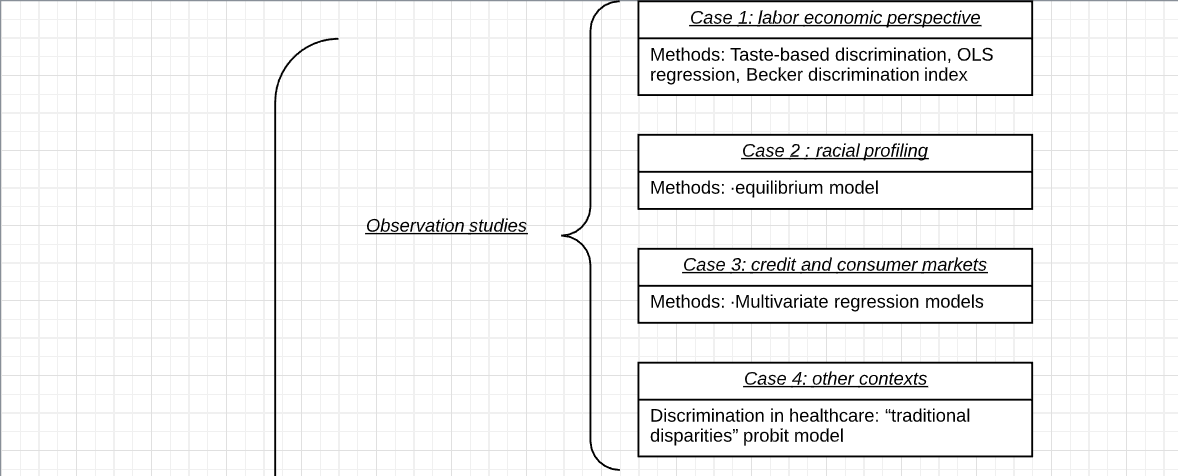 Case 1: labor economic perspective
Methods: Taste-based discrimination, OLS
regression, Becker discrimination index
Case 2 : racial profiling
Methods: ·equilibrium model
Observation studies
Case 3: credit and consumer markets
Methods: ·Multivariate regression models
Case 4: other contexts
Discrimination in healthcare: “traditional
disparities” probit model